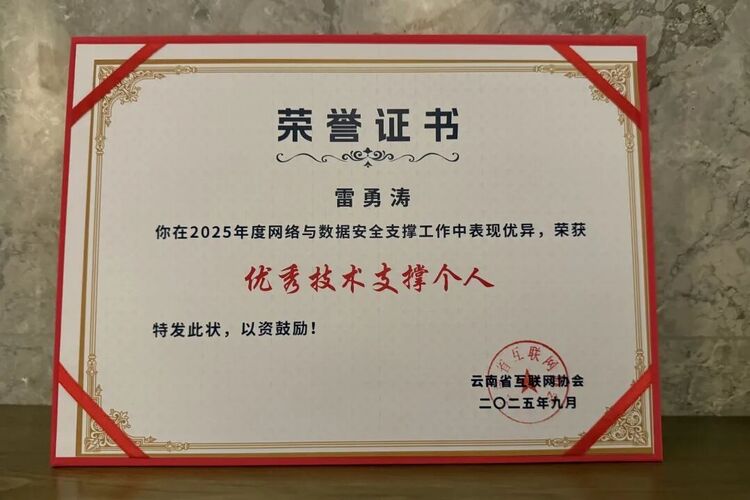 荣誉证书
雷勇涛
你在2025年度网络与数据安全支撑工作中表现优异，荣获
优秀技术支撑个人
特发此状，以资鼓励！
云南省互联网协会
二〇二五年九月